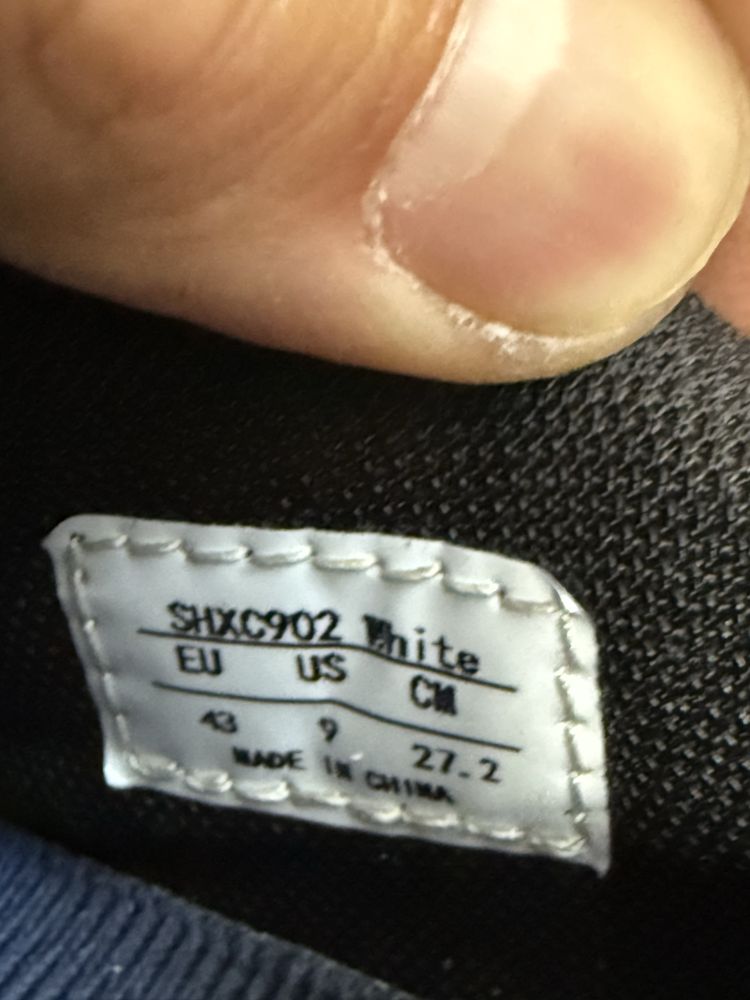 SHXC902 White
EU US CM
43 9 27.2
MADE IN CHINA